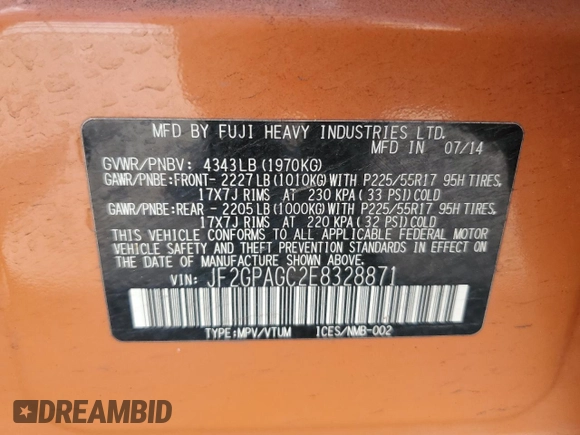 MFD BY FUJI HEAVY INDUSTRIES LTD.
MFD IN 07/14
GVWR/PNBV: 4343LB (1970KG)
GAWR/PNBE:FRONT- 2227LB (1010KG) WITH P225/55R17 95H TIRES,
17X7J RIMS AT 230 KPA ( 33 PSI) COLD
GAWR/PNBE:REAR - 2205LB (1000KG) WITH P225/55R17 95H TIRES,
17X7J RIMS AT 220 KPA ( 32 PSI) COLD
THIS VEHICLE CONFORMS TO ALL APPLICABLE FEDERAL MOTOR
VEHICLE SAFETY AND THEFT PREVENTION STANDARDS IN EFFECT ON
THE DATE OF MANUFACTURE SHOWN ABOVE.
VIN: JF2GPAGC2E8328871
TYPE:MPV/VTUM ICES/NMB-002
DREAMBID